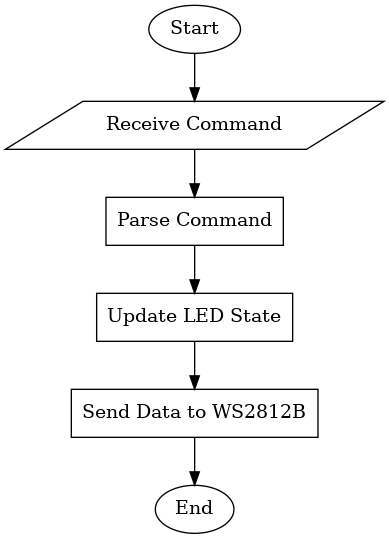 Start
Receive Command
Parse Command
Update LED State
Send Data to WS2812B
End